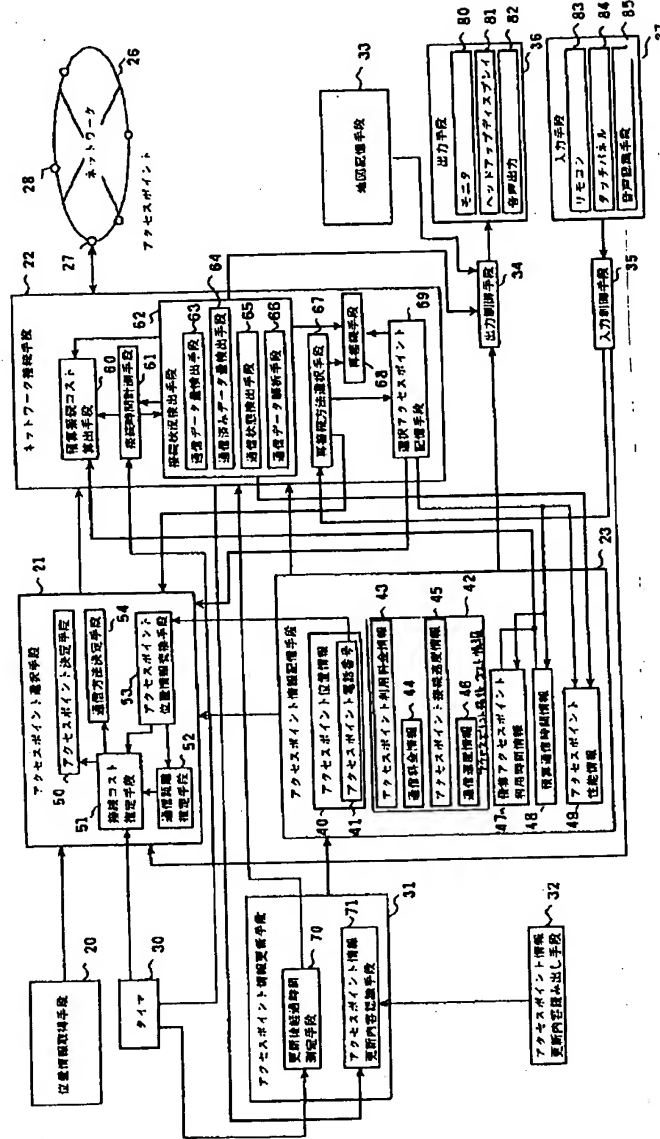 20
位置情報取得手段
30
タイマ
21
アクセスポイント選択手段
50
アクセスポイント決定手段
51
接続コスト
推定手段
54
通信方法決定手段
53
アクセスポイント
位置情報変換手段
52
通信距離
推定手段
22
ネットワーク接続手段
60
積算接続コスト
算出手段
61
接続時間計測手段
62
接続状況検出手段
63
通信データ量検出手段
64
通信済みデータ量検出手段
65
通信状態検出手段
66
通信データ解析手段
67
再接続方法選択手段
68
再接続手段
69
選択アクセスポイント
記憶手段
26
ネットワーク
27
28
アクセスポイント
31
アクセスポイント情報更新手段
70
更新後経過時間
測定手段
71
アクセスポイント情報
更新内容認識手段
32
アクセスポイント情報
更新内容読み出し手段
23
アクセスポイント情報記憶手段
40
アクセスポイント位置情報
41
アクセスポイント電話番号
42
43
アクセスポイント利用料金情報
44
通信料金情報
45
アクセスポイント接続速度情報
46
通信速度情報
47
積算アクセスポイント
利用時間情報
48
積算通信時間情報
49
アクセスポイント
性能情報
33
地図記憶手段
34
出力制御手段
35
入力制御手段
36
出力手段
80
モニタ
81
ヘッドアップディスプレイ
82
音声出力
37
入力手段
83
リモコン
84
タッチパネル
85
音声認識手段